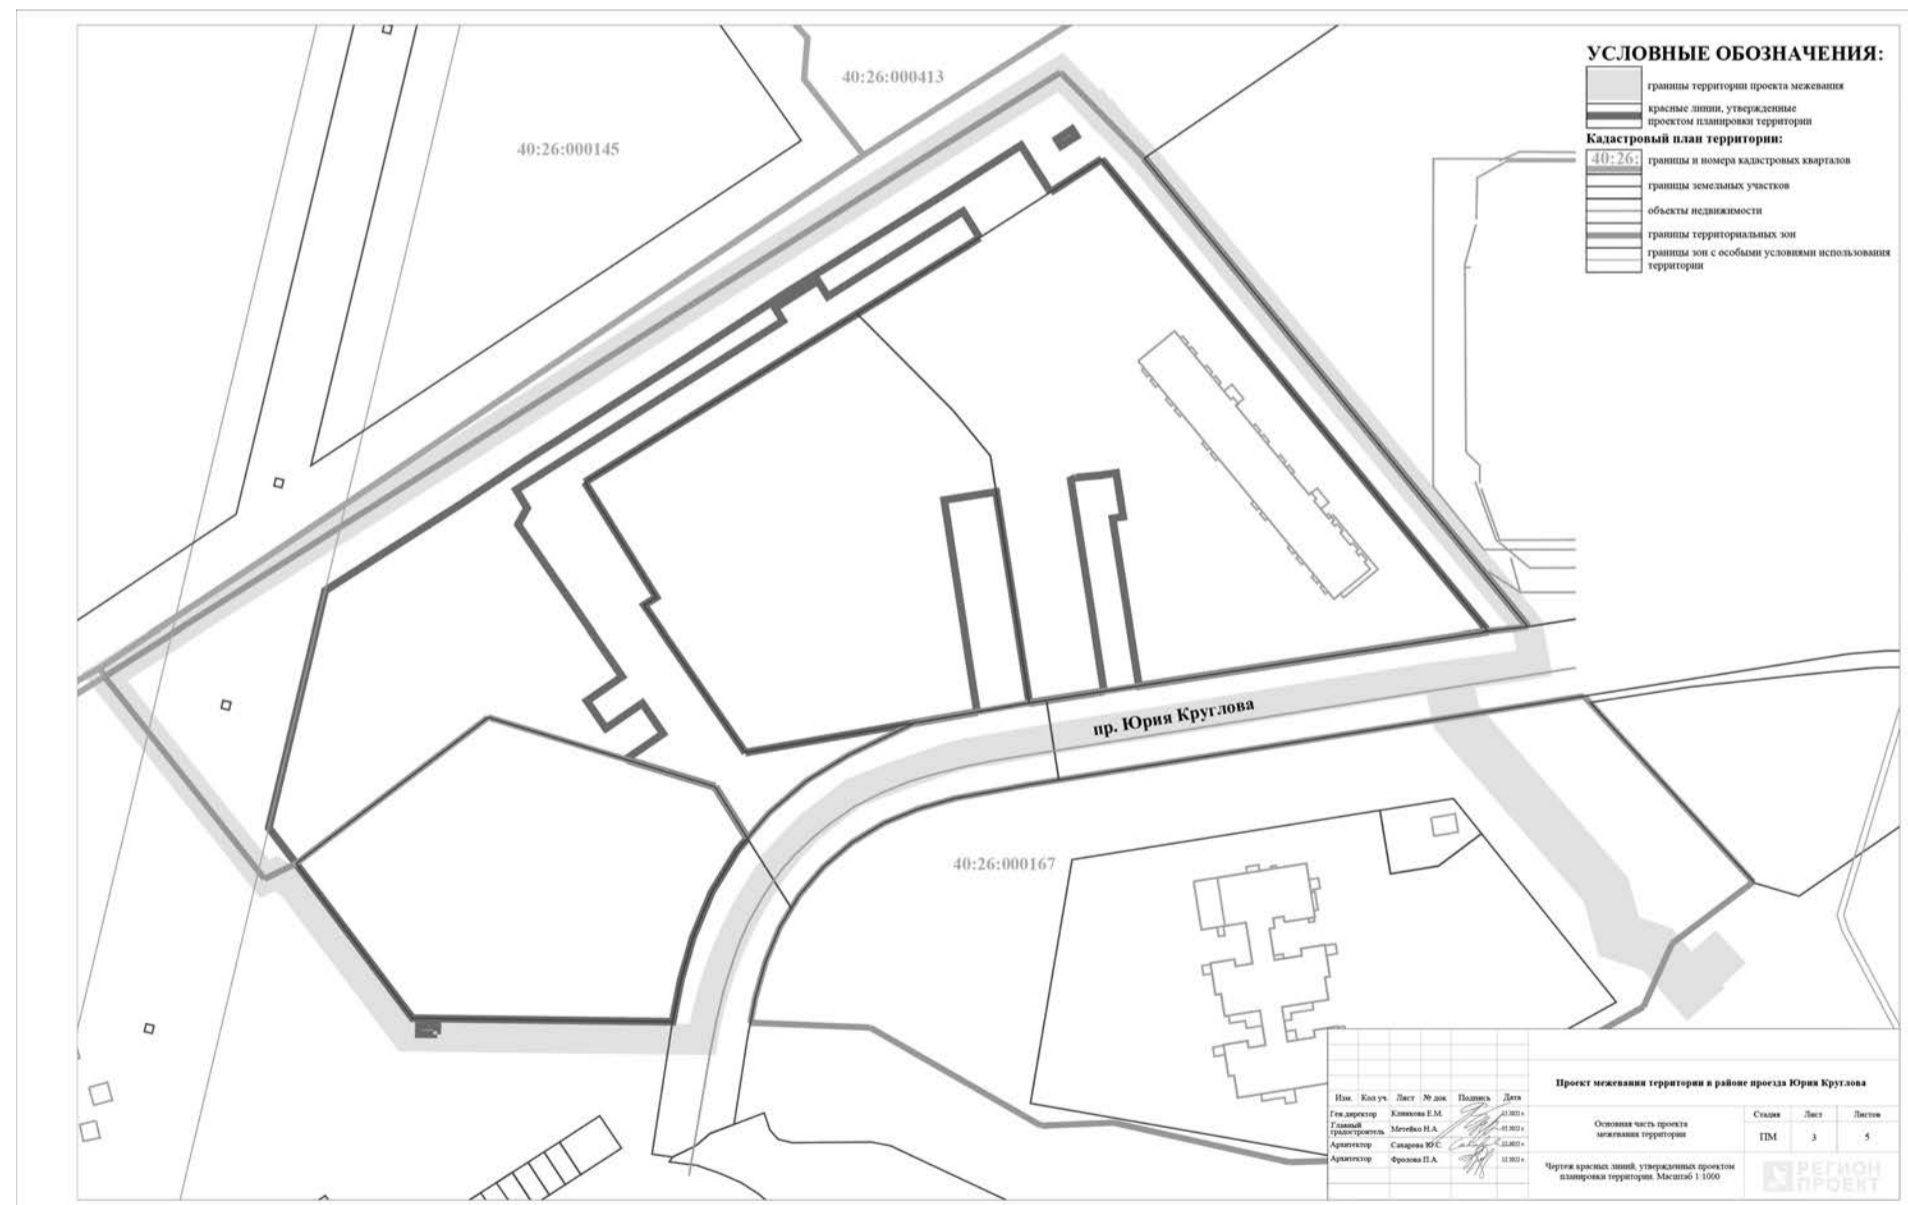 УСЛОВНЫЕ ОБОЗНАЧЕНИЯ:
границы территории проекта межевания
красные линии, утвержденные
проектом планировки территории
Кадастровый план территории:
40:26:
границы и номера кадастровых кварталов
границы земельных участков
объекты недвижимости
границы территориальных зон
границы зон с особыми условиями использования
территории
40:26:000413
40:26:000145
пр. Юрия Круглова
40:26:000167
Проект межевания территории в районе проезда Юрия Круглова
Изм. Кол уч. Лист № док Подпись Дата
Ген директор Климкова Е.М.
Главный
градостроитель Мечейко Н.А.
Архитектор Сахарова Ю.С.
Архитектор Фролова П.А.
Основная часть проекта
межевания территории
Стадия Лист Листов
ПМ 3 5
Чертеж красных линий, утвержденных проектом
планировки территории. Масштаб 1:1000
РЕГИОН
ПРОЕКТ